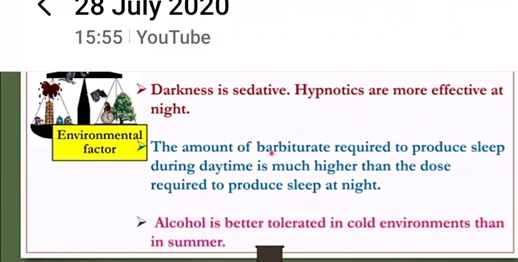 28 July 2020
15:55 YouTube
➤ Darkness is sedative. Hypnotics are more effective at
night.
Environmental
factor
➤ The amount of barbiturate required to produce sleep
during daytime is much higher than the dose
required to produce sleep at night.
➤ Alcohol is better tolerated in cold environments than
in summer.